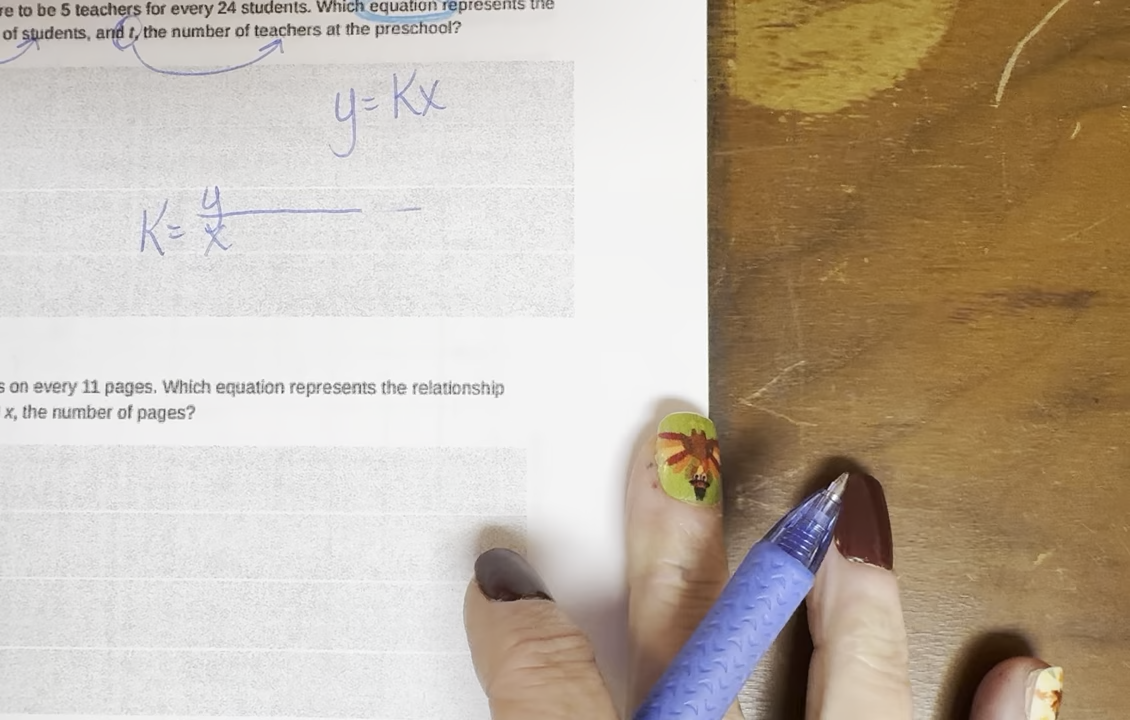 re to be 5 teachers for every 24 students. Which equation represents the
of students, and t, the number of teachers at the preschool?
y = Kx
K = y/x
s on every 11 pages. Which equation represents the relationship
x, the number of pages?